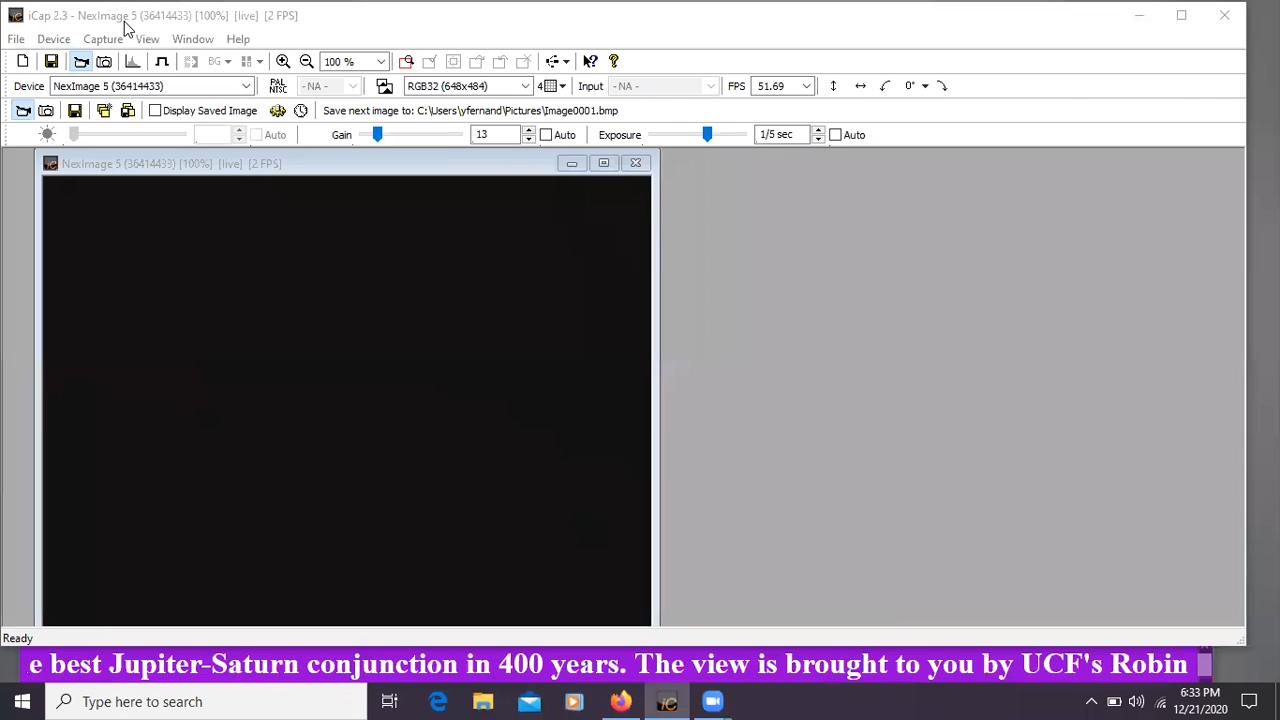 iCap 2.3 - NexImage 5 (36414433) [100%] [live] [2 FPS]
File Device Capture View Window Help
BG 100 %
Device NexImage 5 (36414433) PAL NTSC - NA - RGB32 (648x484) 4 Input - NA - FPS 51.69 0°
Display Saved Image Save next image to: C:\Users\yfernand\Pictures\Image0001.bmp
Auto Gain 13 Auto Exposure 1/5 sec Auto
NexImage 5 (36414433) [100%] [live] [2 FPS]
Ready
e best Jupiter-Saturn conjunction in 400 years. The view is brought to you by UCF's Robin
Type here to search
6:33 PM
12/21/2020